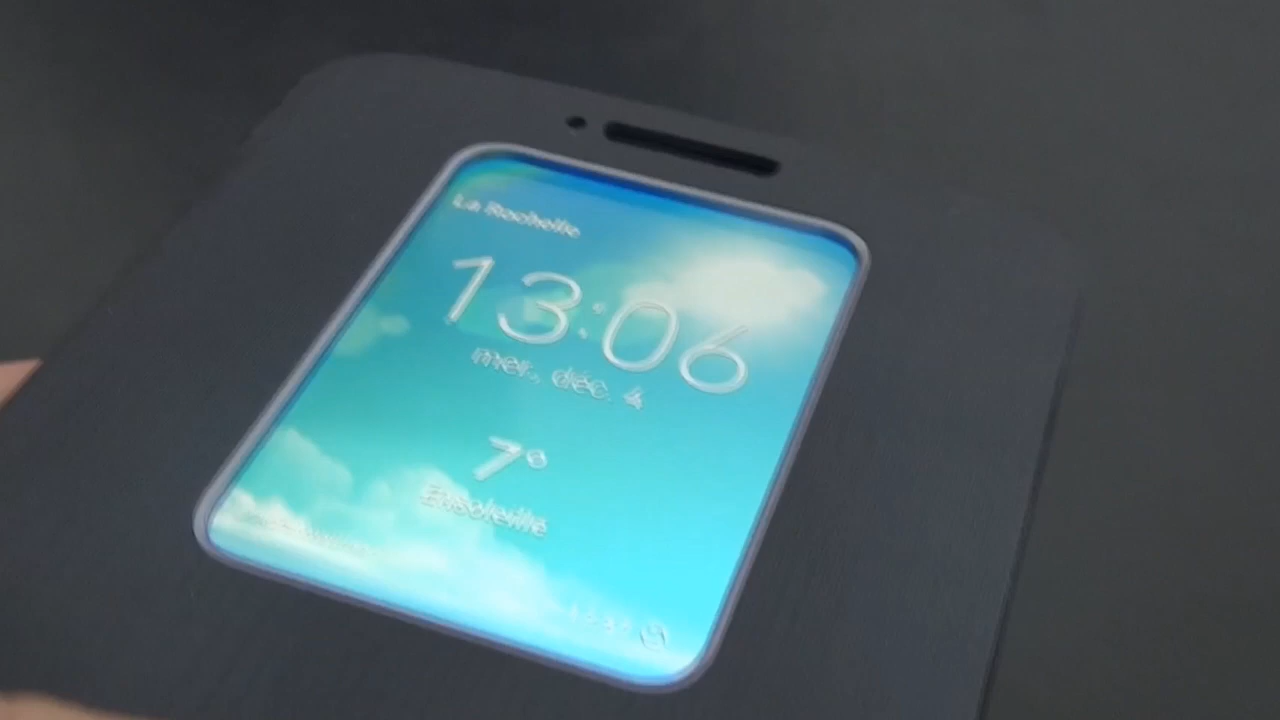 La Rochelle
13:06
mer., déc. 4
7°
Ensoleillé